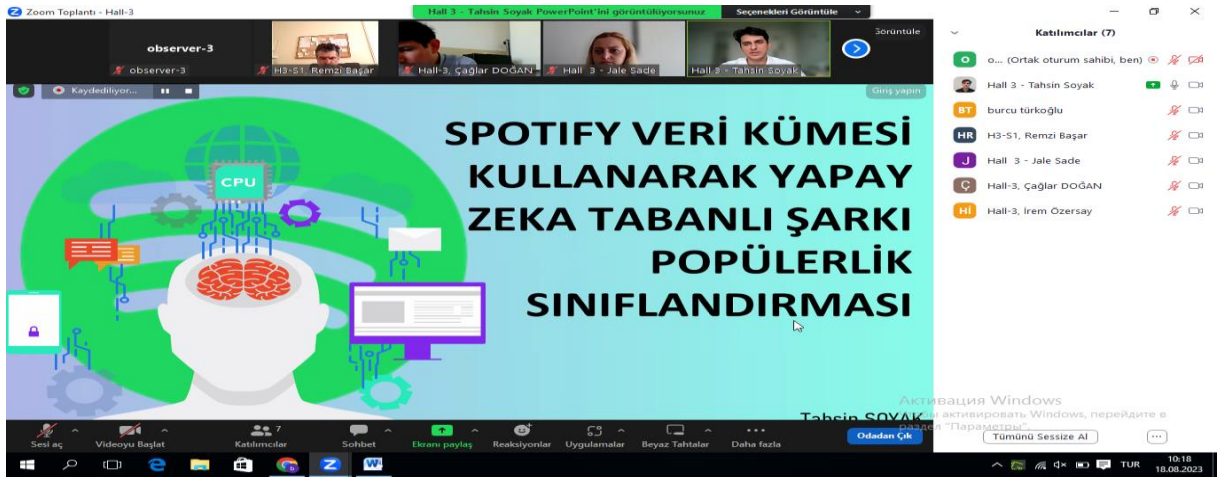 Zoom Toplantı - Hall-3
Hall 3 - Tahsin Soyak PowerPoint'ini görüntülüyorsunuz
Seçenekleri Görüntüle
observer-3
observer-3
H3-S1, Remzi Başar
Hall-3, Çağlar DOĞAN
Hall 3 - Jale Sade
Hall 3 - Tahsin Soyak
Görüntüle
Kaydediliyor...
Giriş yapın
CPU
SPOTIFY VERİ KÜMESİ
KULLANARAK YAPAY
ZEKA TABANLI ŞARKI
POPÜLERLİK
SINIFLANDIRMASI
Tahsin SOYAK
Katılımcılar (7)
O
o... (Ortak oturum sahibi, ben)
Hall 3 - Tahsin Soyak
BT
burcu türkoğlu
HR
H3-S1, Remzi Başar
J
Hall 3 - Jale Sade
Ç
Hall-3, Çağlar DOĞAN
Hİ
Hall-3, İrem Özersay
Активация Windows
активировать Windows, перейдите в
раздел "Параметры".
Tümünü Sessize Al
Sesi aç
Videoyu Başlat
7
Katılımcılar
Sohbet
Ekranı paylaş
Reaksiyonlar
Uygulamalar
Beyaz Tahtalar
Daha fazla
Odadan Çık
TUR
10:18
18.08.2023